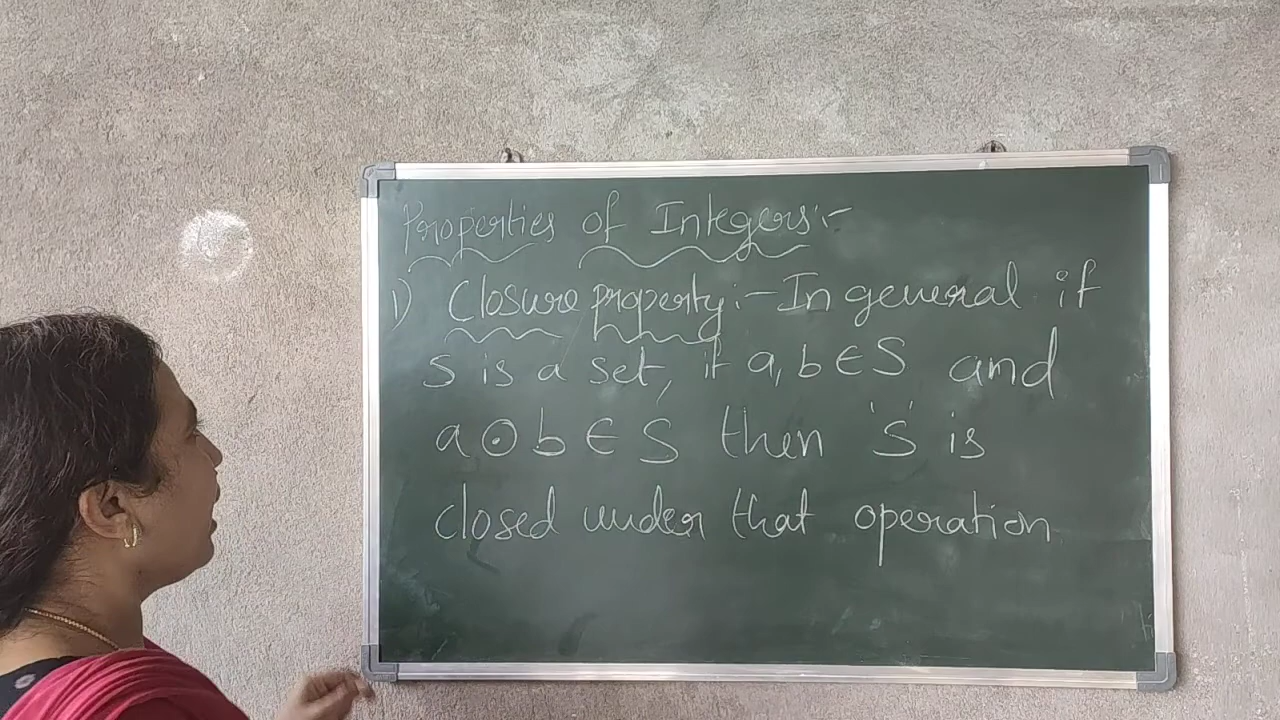 Properties of Integers:-
1) Closure property:- In general if
S is a set, if a, b ∈ S and
a ⊙ b ∈ S then 'S' is
closed under that operation